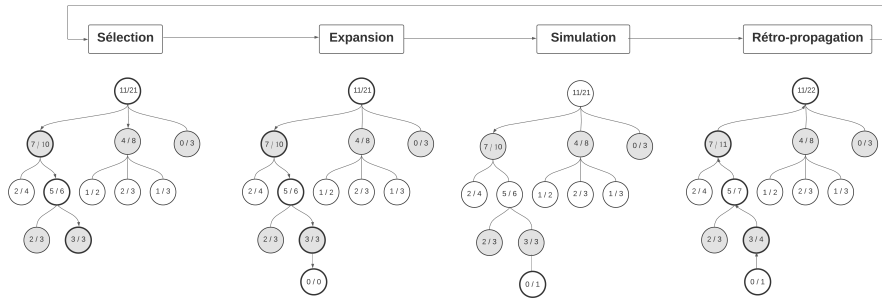 Sélection
Expansion
Simulation
Rétro-propagation
11/21
7 / 10
4 / 8
0 / 3
2 / 4
5 / 6
1 / 2
2 / 3
1 / 3
2 / 3
3 / 3
11/21
7 / 10
4 / 8
0 / 3
2 / 4
5 / 6
1 / 2
2 / 3
1 / 3
2 / 3
3 / 3
0 / 0
11/21
7 / 10
4 / 8
0 / 3
2 / 4
5 / 6
1 / 2
2 / 3
1 / 3
2 / 3
3 / 3
0 / 1
11/22
7 / 11
4 / 8
0 / 3
2 / 4
5 / 7
1 / 2
2 / 3
1 / 3
2 / 3
3 / 4
0 / 1